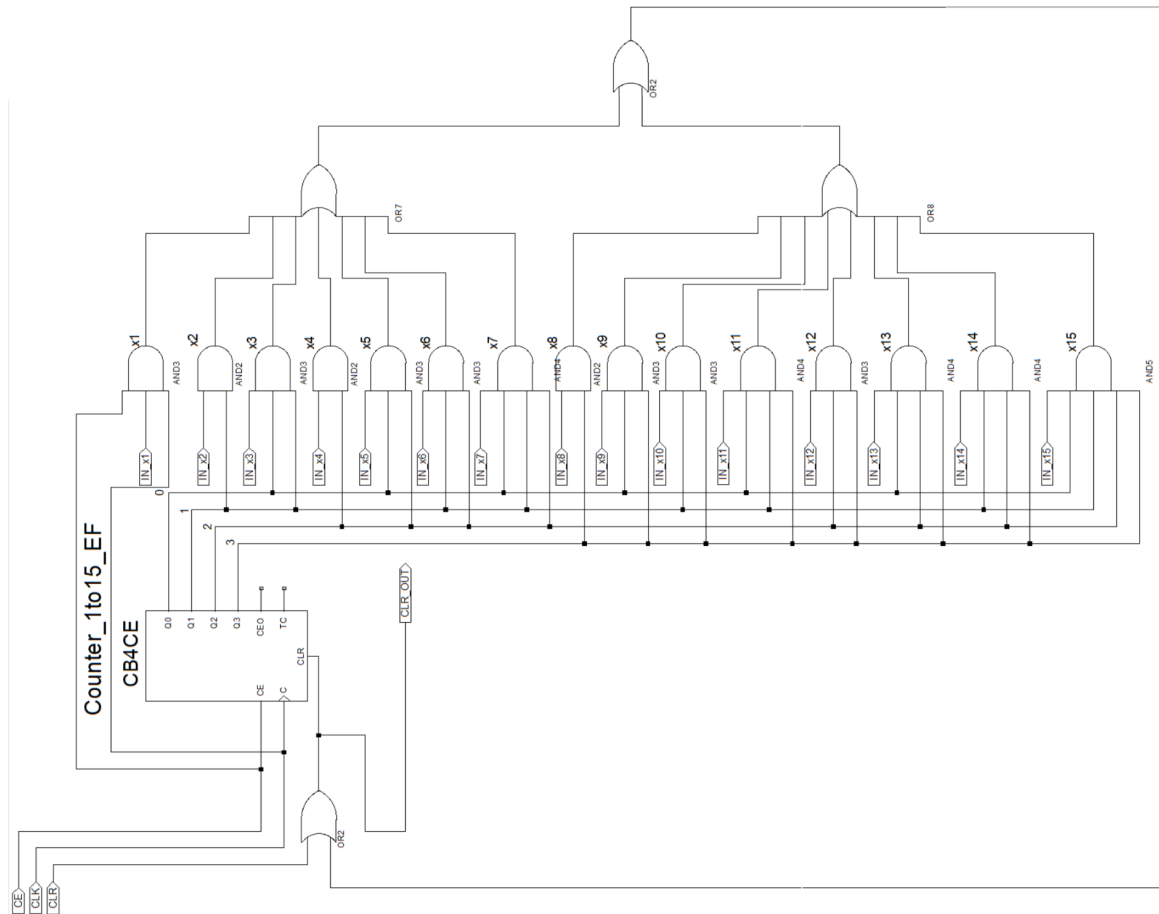 OR2
OR7
OR8
x1
x2
x3
x4
x5
x6
x7
x8
x9
x10
x11
x12
x13
x14
x15
AND3
AND2
AND3
AND2
AND3
AND3
AND4
AND2
AND3
AND3
AND4
AND3
AND4
AND4
AND5
IN_x1
IN_x2
IN_x3
IN_x4
IN_x5
IN_x6
IN_x7
IN_x8
IN_x9
IN_x10
IN_x11
IN_x12
IN_x13
IN_x14
IN_x15
0
1
2
3
Counter_1to15_EF
CB4CE
Q0
Q1
Q2
Q3
CEO
TC
CE
C
CLR
CLR_OUT
OR2
CE
CLK
CLR